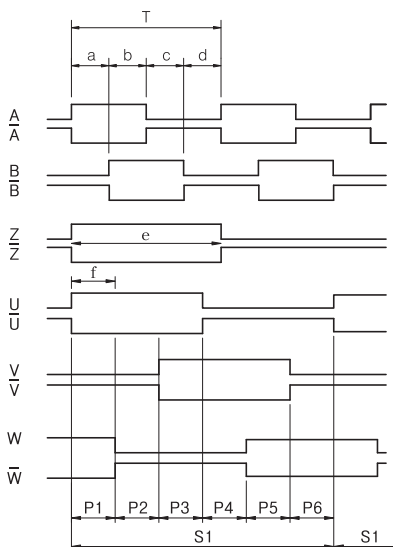 T
a b c d
A
A̅
B
B̅
Z
Z̅
e
f
U
U̅
V
V̅
W
W̅
P1 P2 P3 P4 P5 P6
S1 S1